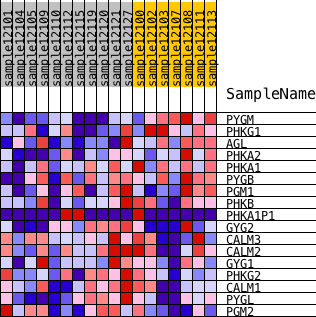 sample12101
sample12104
sample12105
sample12109
sample12110
sample12112
sample12115
sample12119
sample12120
sample12121
sample12127
sample12100
sample12102
sample12103
sample12107
sample12108
sample12111
sample12113
SampleName
PYGM
PHKG1
AGL
PHKA2
PHKA1
PYGB
PGM1
PHKB
PHKA1P1
GYG2
CALM3
CALM2
GYG1
PHKG2
CALM1
PYGL
PGM2